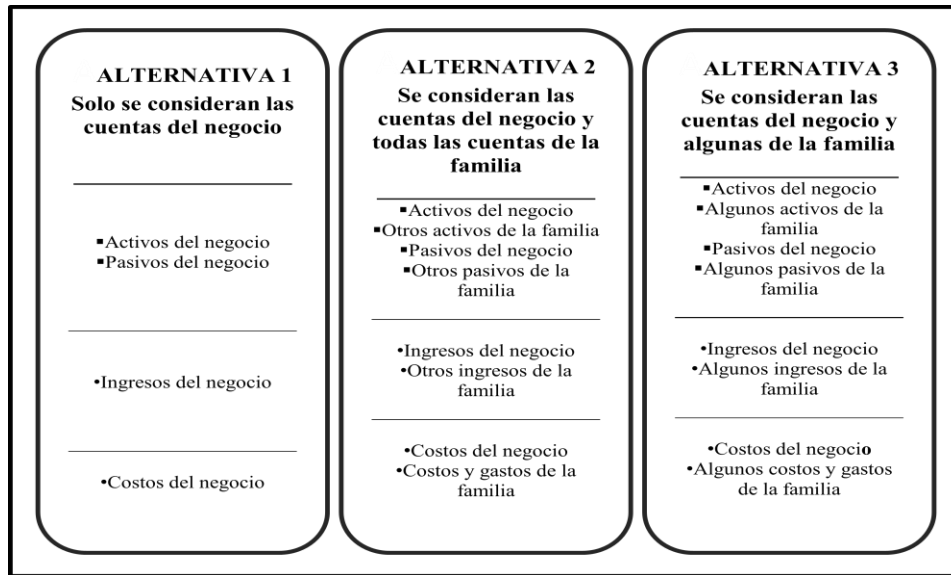 ALTERNATIVA 1
Solo se consideran las
cuentas del negocio
▪Activos del negocio
▪Pasivos del negocio
•Ingresos del negocio
•Costos del negocio
ALTERNATIVA 2
Se consideran las
cuentas del negocio y
todas las cuentas de la
familia
▪Activos del negocio
▪Otros activos de la familia
▪Pasivos del negocio
▪Otros pasivos de la
familia
•Ingresos del negocio
•Otros ingresos de la
familia
•Costos del negocio
•Costos y gastos de la
familia
ALTERNATIVA 3
Se consideran las
cuentas del negocio y
algunas de la familia
▪Activos del negocio
▪Algunos activos de la
familia
▪Pasivos del negocio
▪Algunos pasivos de la
familia
•Ingresos del negocio
•Algunos ingresos de la
familia
•Costos del negocio
•Algunos costos y gastos
de la familia